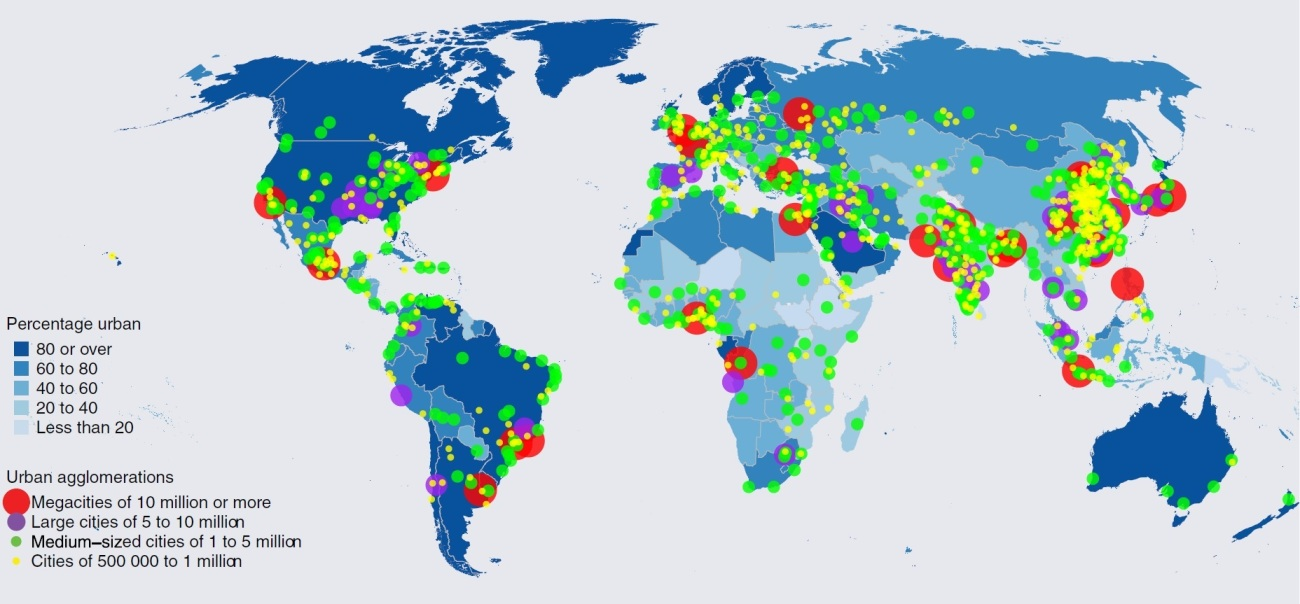 Percentage urban
80 or over
60 to 80
40 to 60
20 to 40
Less than 20
Urban agglomerations
Megacities of 10 million or more
Large cities of 5 to 10 million
Medium–sized cities of 1 to 5 million
Cities of 500 000 to 1 million